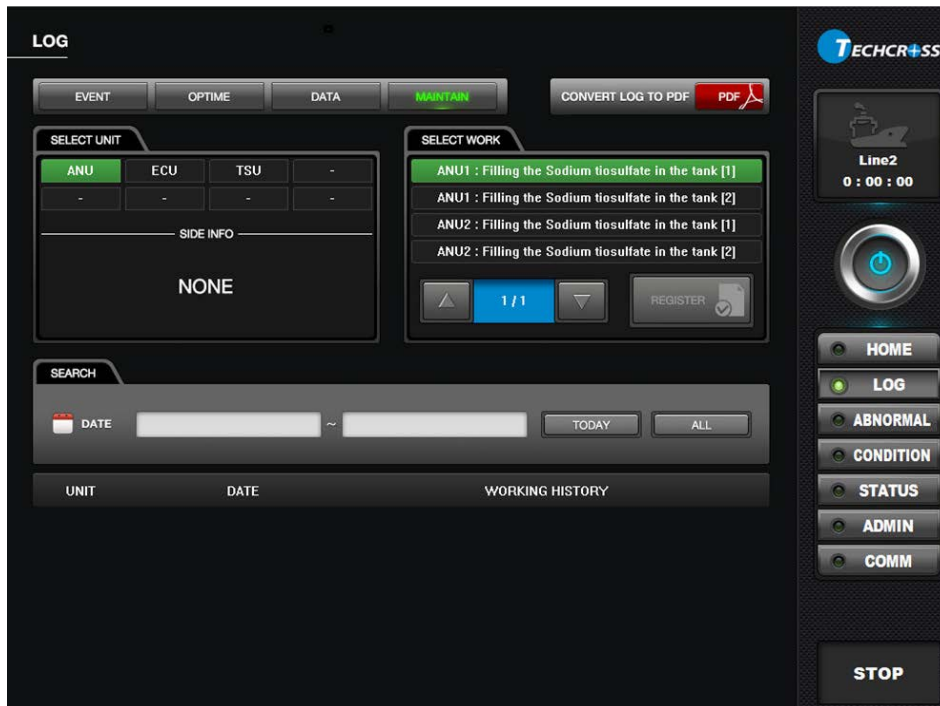 LOG
TECHCROSS
EVENT OPTIME DATA MAINTAIN CONVERT LOG TO PDF PDF
SELECT UNIT SELECT WORK
ANU ECU TSU -
- - - -
SIDE INFO
NONE
ANU1 : Filling the Sodium tiosulfate in the tank [1]
ANU1 : Filling the Sodium tiosulfate in the tank [2]
ANU2 : Filling the Sodium tiosulfate in the tank [1]
ANU2 : Filling the Sodium tiosulfate in the tank [2]
1 / 1 REGISTER
SEARCH
DATE ~ TODAY ALL
UNIT DATE WORKING HISTORY
Line2
0 : 00 : 00
HOME
LOG
ABNORMAL
CONDITION
STATUS
ADMIN
COMM
STOP